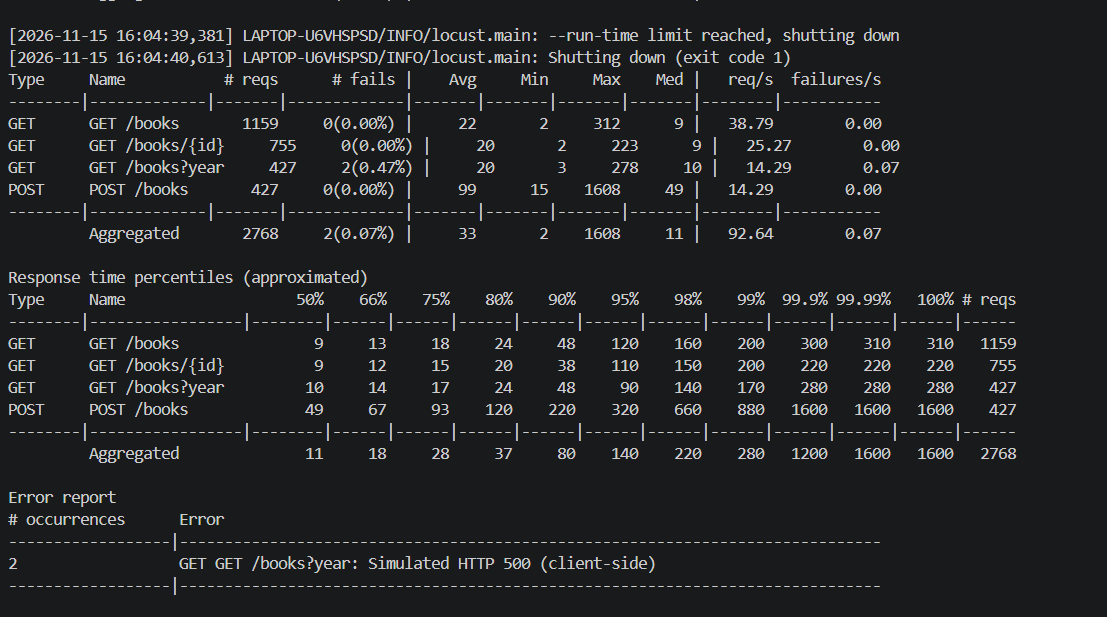 [2026-11-15 16:04:39,381] LAPTOP-U6VHSPSD/INFO/locust.main: --run-time limit reached, shutting down
[2026-11-15 16:04:40,613] LAPTOP-U6VHSPSD/INFO/locust.main: Shutting down (exit code 1)
Type     Name           # reqs      # fails |    Avg     Min     Max    Med |   req/s  failures/s
--------|-------------|-------|-------------|-------|-------|-------|-------|--------|-----------
GET      GET /books       1159     0(0.00%) |     22       2     312      9 |   38.79        0.00
GET      GET /books/{id}     755     0(0.00%) |     20       2     223      9 |   25.27        0.00
GET      GET /books?year     427     2(0.47%) |     20       3     278     10 |   14.29        0.07
POST     POST /books       427     0(0.00%) |     99      15    1608     49 |   14.29        0.00
--------|-------------|-------|-------------|-------|-------|-------|-------|--------|-----------
         Aggregated       2768     2(0.07%) |     33       2    1608     11 |   92.64        0.07
Response time percentiles (approximated)
Type     Name                   50%    66%    75%    80%    90%    95%    98%    99%  99.9% 99.99%   100% # reqs
--------|-----------------|--------|------|------|------|------|------|------|------|------|------|------|------
GET      GET /books               9     13     18     24     48    120    160    200    300    310    310   1159
GET      GET /books/{id}          9     12     15     20     38    110    150    200    220    220    220    755
GET      GET /books?year         10     14     17     24     48     90    140    170    280    280    280    427
POST     POST /books             49     67     93    120    220    320    660    880   1600   1600   1600    427
--------|-----------------|--------|------|------|------|------|------|------|------|------|------|------|------
         Aggregated              11     18     28     37     80    140    220    280   1200   1600   1600   2768
Error report
# occurrences      Error
------------------|------------------------------------------------------------------------------
2                  GET GET /books?year: Simulated HTTP 500 (client-side)
------------------|------------------------------------------------------------------------------